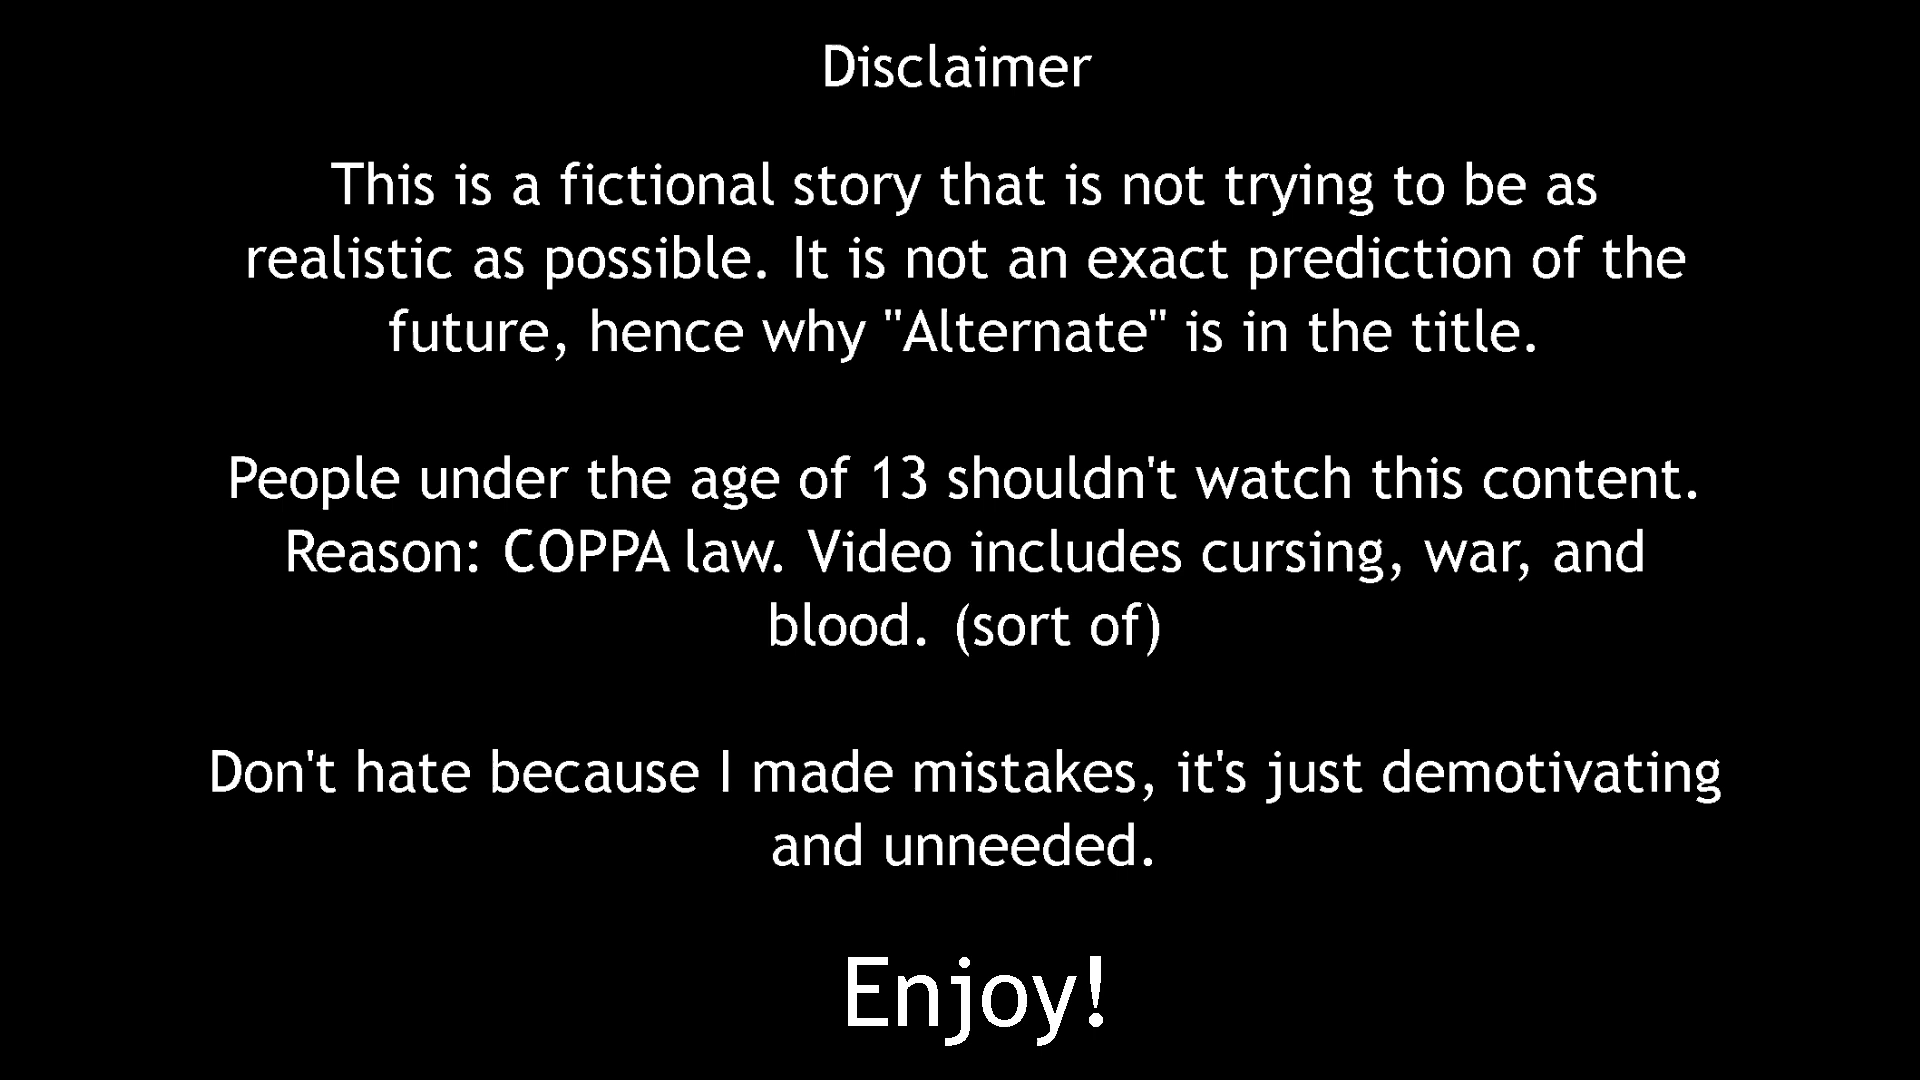 Disclaimer
This is a fictional story that is not trying to be as
realistic as possible. It is not an exact prediction of the
future, hence why "Alternate" is in the title.
People under the age of 13 shouldn't watch this content.
Reason: COPPA law. Video includes cursing, war, and
blood. (sort of)
Don't hate because I made mistakes, it's just demotivating
and unneeded.
Enjoy!